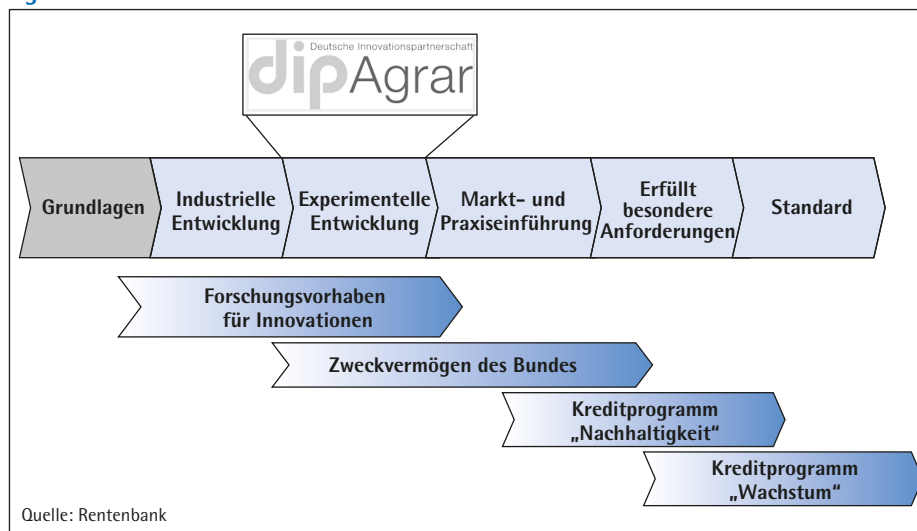 Deutsche Innovationspartnerschaft
dipAgrar
Grundlagen
Industrielle
Entwicklung
Experimentelle
Entwicklung
Markt- und
Praxiseinführung
Erfüllt
besondere
Anforderungen
Standard
Forschungsvorhaben
für Innovationen
Zweckvermögen des Bundes
Kreditprogramm
„Nachhaltigkeit“
Kreditprogramm
„Wachstum“
Quelle: Rentenbank